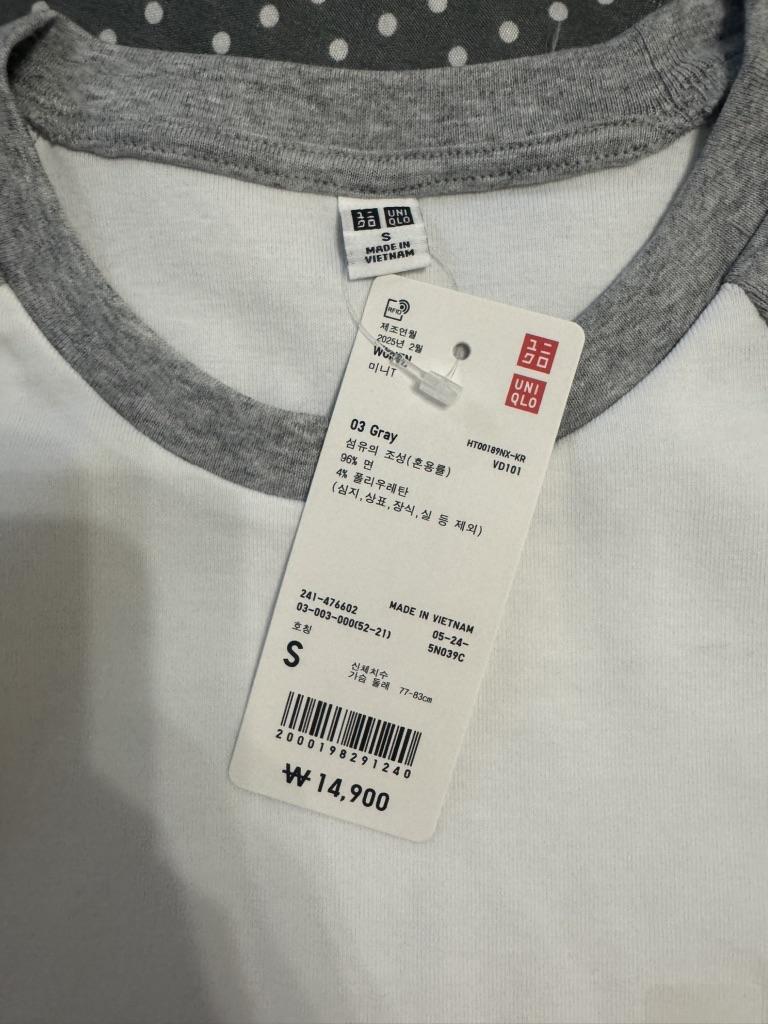 ユニ
クロ
UNI
QLO
S
MADE IN
VIETNAM
RFID
제조연월
2025년 2월
WOMEN
미니T
ユニ
クロ
UNI
QLO
03 Gray
HT00189NX-KR
VD101
섬유의 조성(혼용률)
96% 면
4% 폴리우레탄
(심지,상표,장식,실 등 제외)
241-476602
03-003-000(52-21)
MADE IN VIETNAM
05-24-
5N039C
호칭
S
신체치수
가슴 둘레 77-83cm
2000198291240
₩14,900